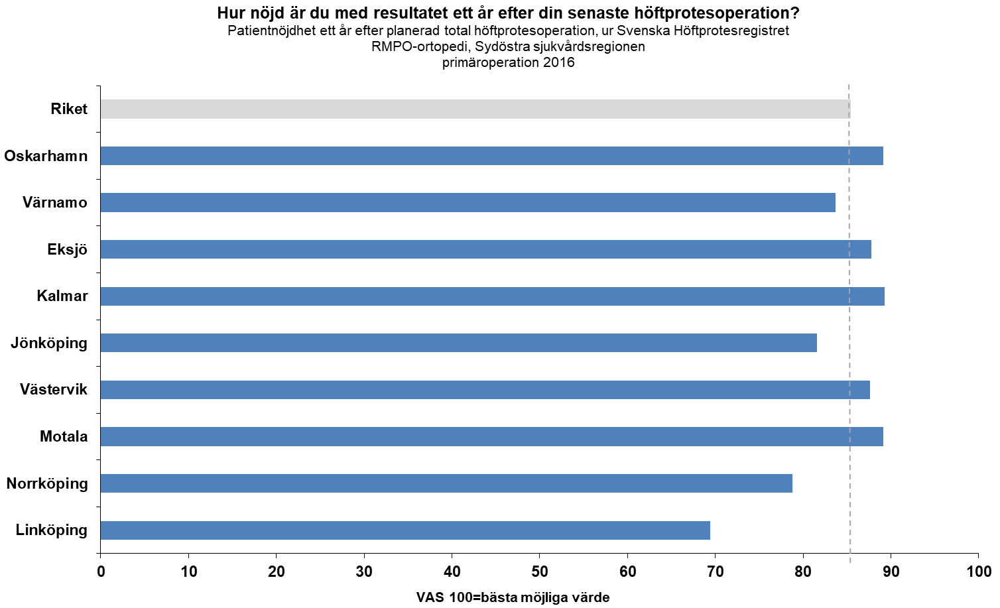 Hur nöjd är du med resultatet ett år efter din senaste höftprotesoperation?
Patientnöjdhet ett år efter planerad total höftprotesoperation, ur Svenska Höftprotesregistret
RMPO-ortopedi, Sydöstra sjukvårdsregionen
primäroperation 2016
Riket
Oskarhamn
Värnamo
Eksjö
Kalmar
Jönköping
Västervik
Motala
Norrköping
Linköping
0 10 20 30 40 50 60 70 80 90 100
VAS 100=bästa möjliga värde